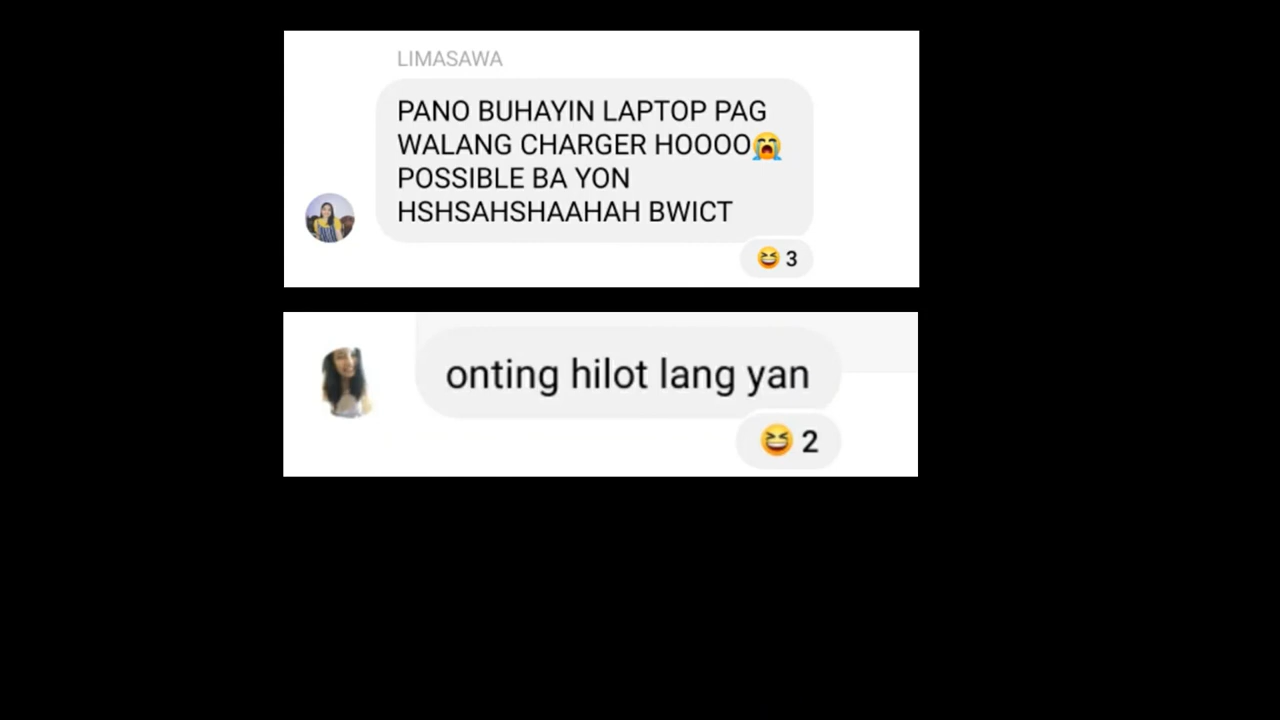 LIMASAWA
PANO BUHAYIN LAPTOP PAG
WALANG CHARGER HOOOO😭
POSSIBLE BA YON
HSHSAHSHAAHAH BWICT
😆 3
onting hilot lang yan
😆 2